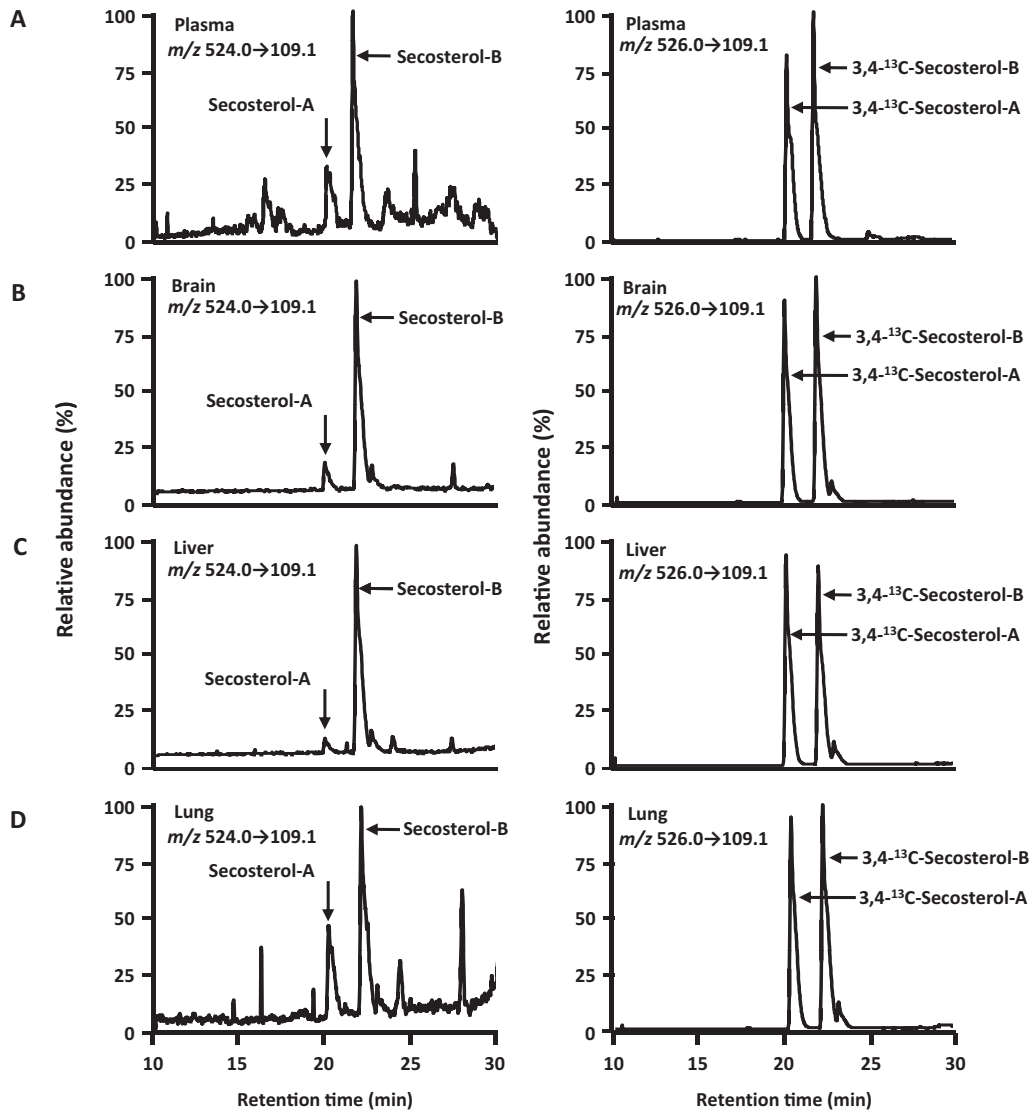 A
Plasma
m/z 524.0→109.1
Secosterol-B
Secosterol-A
100
75
50
25
0
Plasma
m/z 526.0→109.1
3,4-¹³C-Secosterol-B
3,4-¹³C-Secosterol-A
100
75
50
25
0
B
Brain
m/z 524.0→109.1
Secosterol-B
Secosterol-A
100
75
50
25
0
Brain
m/z 526.0→109.1
3,4-¹³C-Secosterol-B
3,4-¹³C-Secosterol-A
100
75
50
25
0
Relative abundance (%)
Relative abundance (%)
C
Liver
m/z 524.0→109.1
Secosterol-B
Secosterol-A
100
75
50
25
0
Liver
m/z 526.0→109.1
3,4-¹³C-Secosterol-B
3,4-¹³C-Secosterol-A
100
75
50
25
0
D
Lung
m/z 524.0→109.1
Secosterol-B
Secosterol-A
100
75
50
25
0
10 15 20 25 30
Retention time (min)
Lung
m/z 526.0→109.1
3,4-¹³C-Secosterol-B
3,4-¹³C-Secosterol-A
100
75
50
25
0
10 15 20 25 30
Retention time (min)